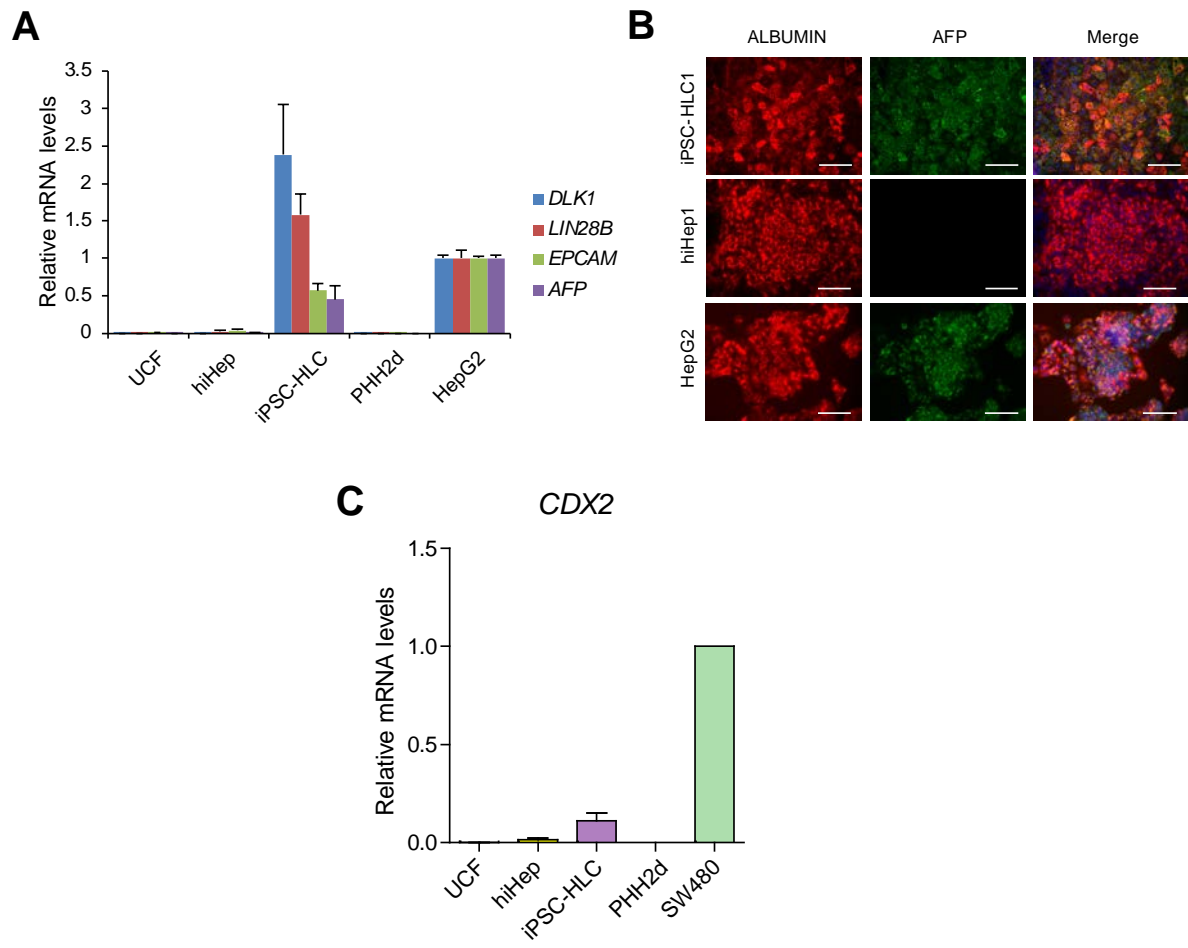 A
Relative mRNA levels
3.5
3
2.5
2
1.5
1
0.5
0
UCF
hiHep
iPSC-HLC
PHH2d
HepG2
DLK1
LIN28B
EPCAM
AFP
B
ALBUMIN AFP Merge
iPSC-HLC1
hiHep1
HepG2
C
CDX2
Relative mRNA levels
1.5
1.0
0.5
0.0
UCF
hiHep
iPSC-HLC
PHH2d
SW480